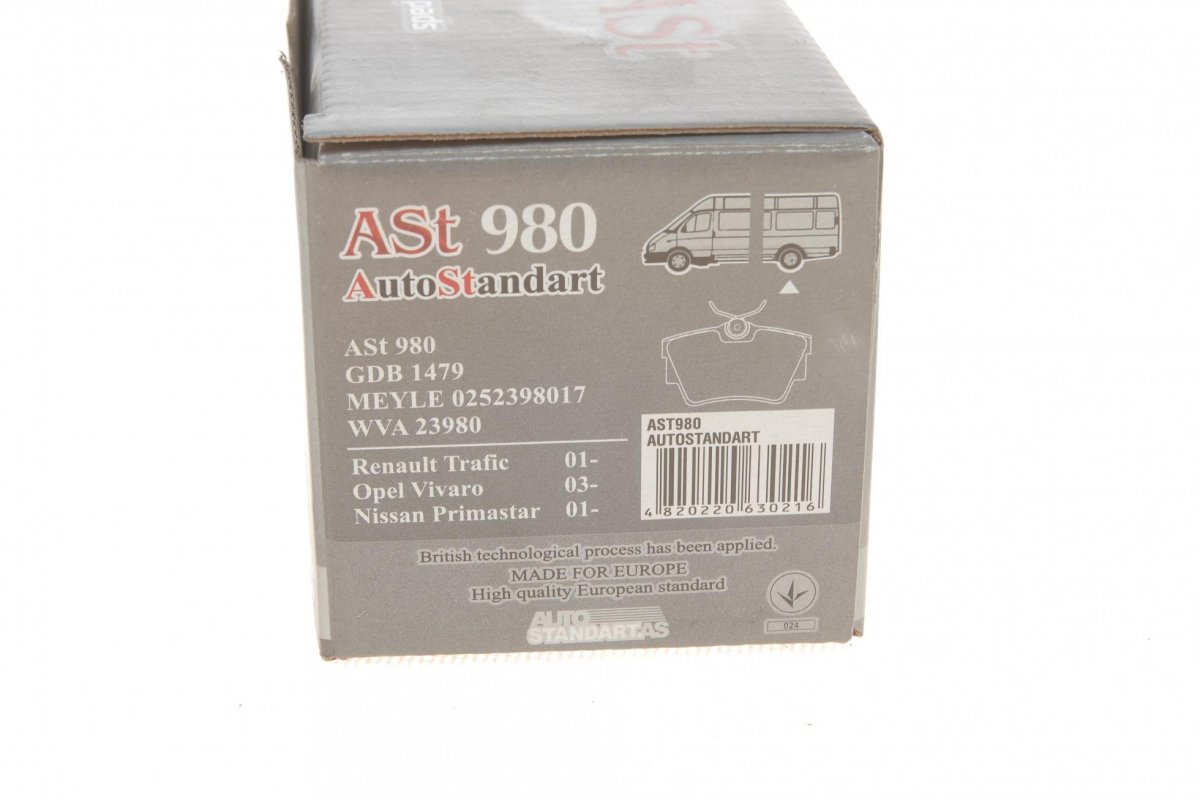 pads
ASt
ASt 980
AutoStandart
ASt 980
GDB 1479
MEYLE 0252398017
WVA 23980
Renault Trafic 01-
Opel Vivaro 03-
Nissan Primastar 01-
AST980
AUTOSTANDART
4 820220 630216
British technological process has been applied.
MADE FOR EUROPE
High quality European standard
AUTO
STANDART.AS
024